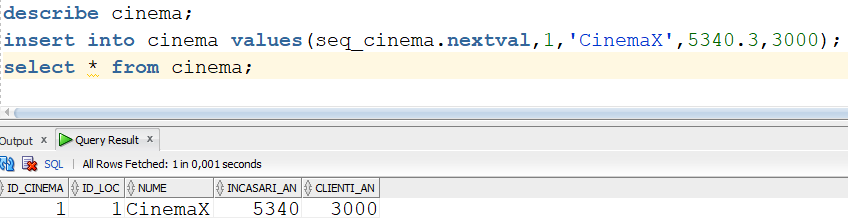 describe cinema;
insert into cinema values(seq_cinema.nextval,1,'CinemaX',5340.3,3000);
select * from cinema;
Output x Query Result x
SQL | All Rows Fetched: 1 in 0,001 seconds
ID_CINEMA ID_LOC NUME INCASARI_AN CLIENTI_AN
1 1 CinemaX 5340 3000